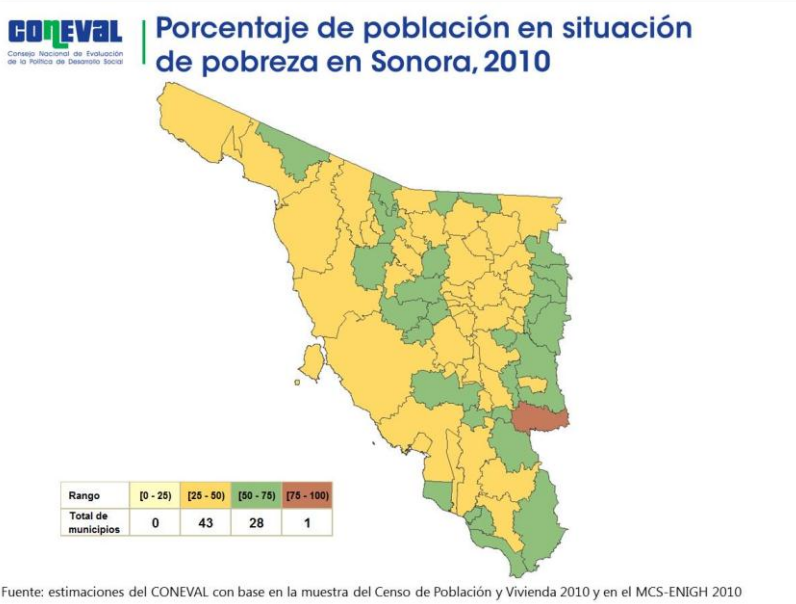 CONEVAL
Consejo Nacional de Evaluación
de la Política de Desarrollo Social
Porcentaje de población en situación
de pobreza en Sonora, 2010
Rango [0 - 25) [25 - 50) [50 - 75) [75 - 100)
Total de municipios 0 43 28 1
Fuente: estimaciones del CONEVAL con base en la muestra del Censo de Población y Vivienda 2010 y en el MCS-ENIGH 2010